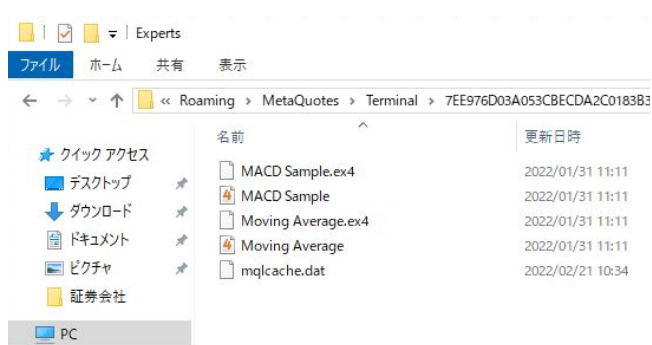 Experts
ファイル ホーム 共有 表示
« Roaming > MetaQuotes > Terminal > 7EE976D03A053CBECDA2C0183B3
名前 更新日時
クイック アクセス
デスクトップ
ダウンロード
ドキュメント
ピクチャ
証券会社
PC
MACD Sample.ex4 2022/01/31 11:11
MACD Sample 2022/01/31 11:11
Moving Average.ex4 2022/01/31 11:11
Moving Average 2022/01/31 11:11
mqlcache.dat 2022/02/21 10:34